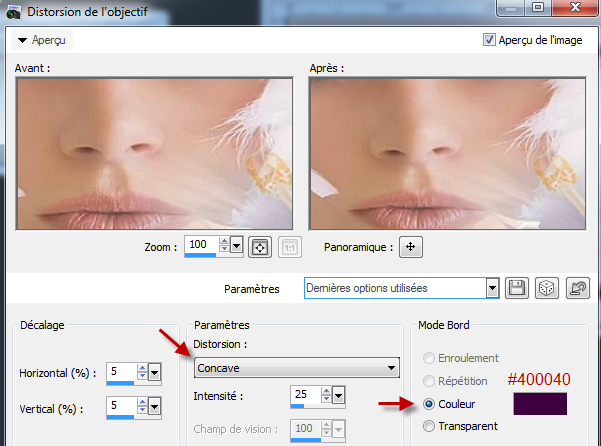 Distorsion de l'objectif
Aperçu
Aperçu de l'image
Avant :
Après :
Zoom : 100
1:1
Panoramique :
Paramètres
Dernières options utilisées
Décalage
Horizontal (%) : 5
Vertical (%) : 5
Paramètres
Distorsion :
Concave
Intensité : 25
Champ de vision : 100
Mode Bord
Enroulement
Répétition
#400040
Couleur
Transparent